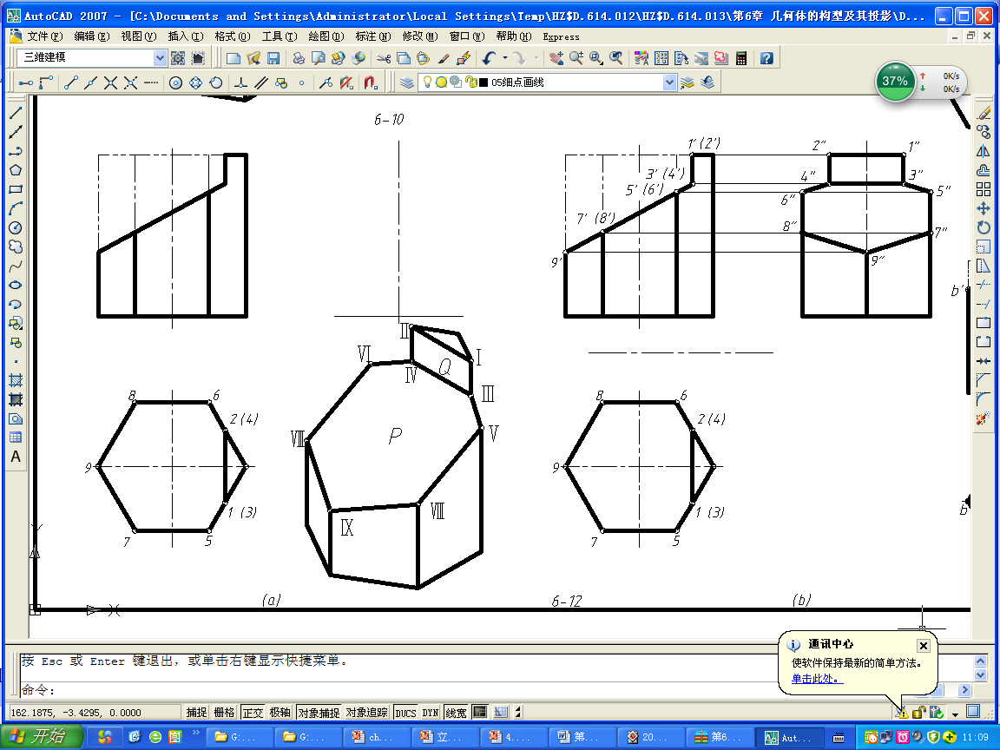 AutoCAD 2007 - [C:\Documents and Settings\Administrator\Local Settings\Temp\HZ$D.614.012\HZ$D.614.013\第6章 几何体的构型及其投影\D...
文件(F) 编辑(E) 视图(V) 插入(I) 格式(O) 工具(T) 绘图(D) 标注(N) 修改(M) 窗口(W) 帮助(H) Express
三维建模
05细点画线
37%
0K/s
0K/s
6-10
1' (2')
3' (4')
5' (6')
7' (8')
9'
2" 1"
4" 3"
6" 5"
8" 7"
9"
b'
Ⅱ
Ⅵ Ⅰ
Ⅳ Q
Ⅲ
Ⅷ P Ⅴ
Ⅸ Ⅷ
8 6
2 (4)
9
1 (3)
7 5
8 6
2 (4)
9
1 (3)
7 5
b
(a) 6-12 (b)
通讯中心
使软件保持最新的简单方法。
单击此处。
按 Esc 或 Enter 键退出，或单击右键显示快捷菜单。
命令:
162.1875, -3.4295, 0.0000 捕捉 栅格 正交 极轴 对象捕捉 对象追踪 DUCS DYN 线宽
开始 G:... G:... ch... 立... 4.... 第... 20... 第6... Aut... 11:09